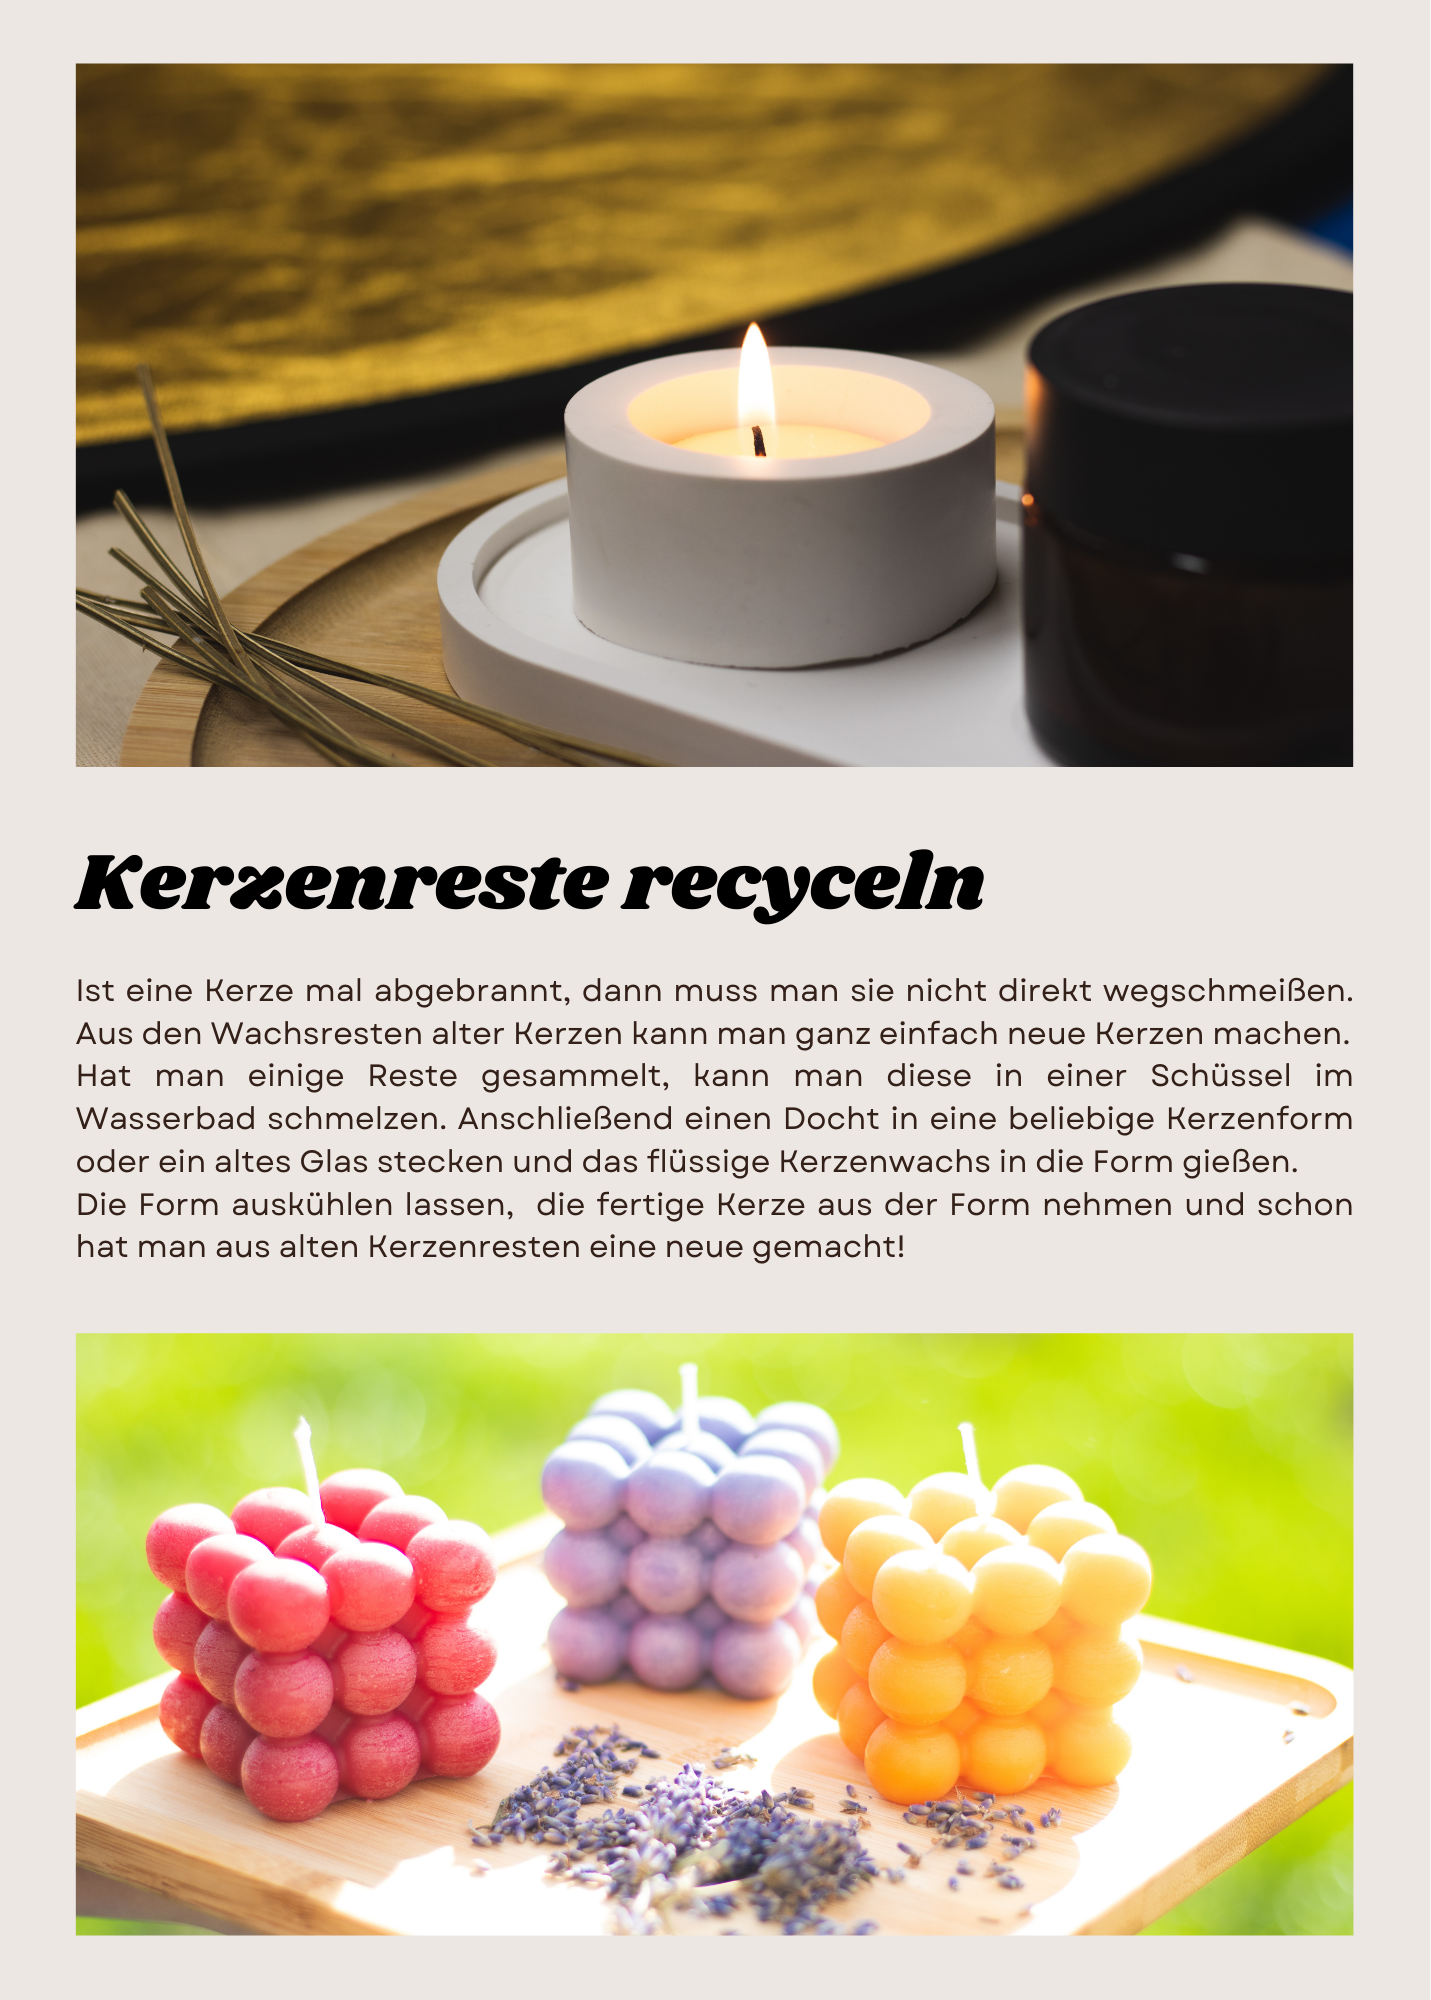 Kerzenreste recyceln
Ist eine Kerze mal abgebrannt, dann muss man sie nicht direkt wegschmeißen.
Aus den Wachsresten alter Kerzen kann man ganz einfach neue Kerzen machen.
Hat man einige Reste gesammelt, kann man diese in einer Schüssel im
Wasserbad schmelzen. Anschließend einen Docht in eine beliebige Kerzenform
oder ein altes Glas stecken und das flüssige Kerzenwachs in die Form gießen.
Die Form auskühlen lassen,  die fertige Kerze aus der Form nehmen und schon
hat man aus alten Kerzenresten eine neue gemacht!